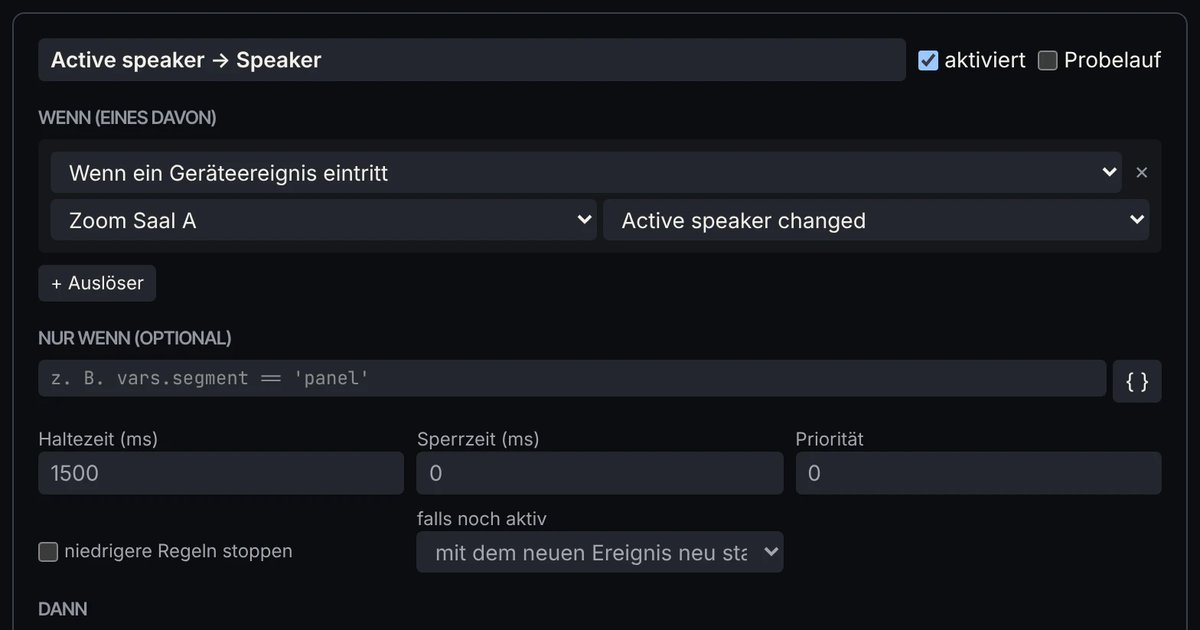 Active speaker → Speaker
aktiviert
Probelauf
WENN (EINES DAVON)
Wenn ein Geräteereignis eintritt
×
Zoom Saal A
Active speaker changed
+ Auslöser
NUR WENN (OPTIONAL)
z. B. vars.segment == 'panel'
{ }
Haltezeit (ms)
Sperrzeit (ms)
Priorität
1500
0
0
falls noch aktiv
niedrigere Regeln stoppen
mit dem neuen Ereignis neu sta
DANN